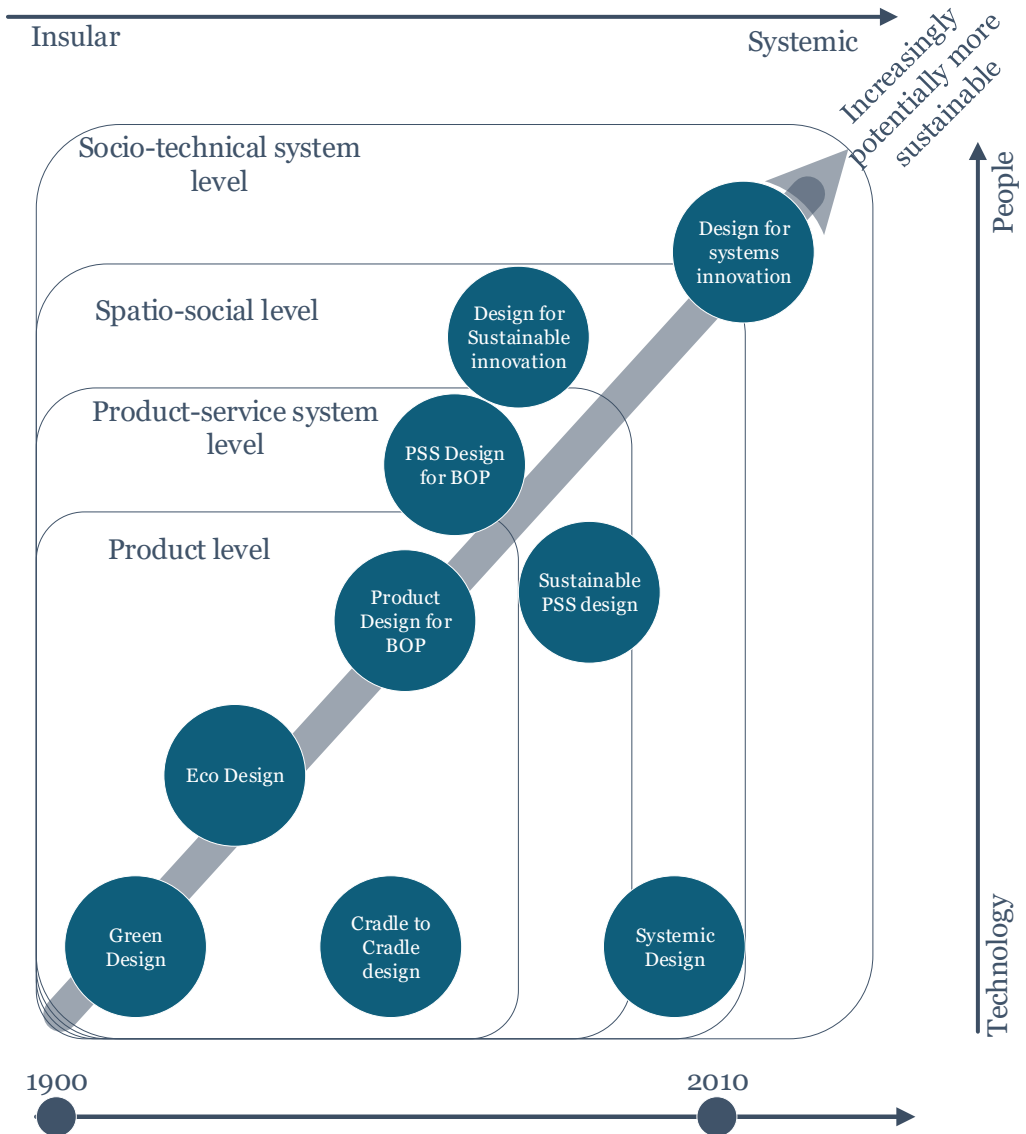 Insular
Systemic
Increasingly
potentially more
sustainable
Socio-technical system
level
People
Design for
systems
innovation
Spatio-social level
Design for
Sustainable
innovation
Product-service system
level
PSS Design
for BOP
Product level
Sustainable
PSS design
Product
Design for
BOP
Eco Design
Green
Design
Cradle to
Cradle
design
Systemic
Design
Technology
1900
2010